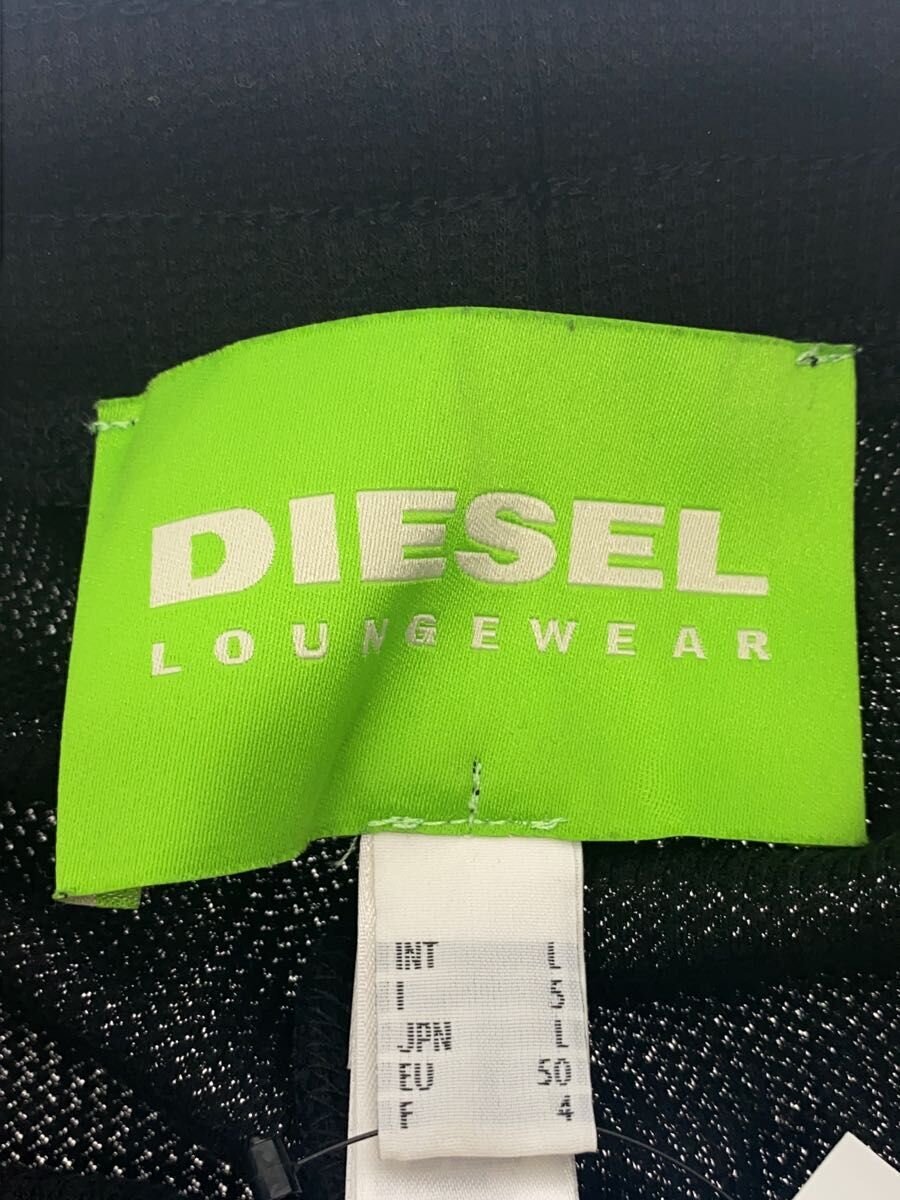 DIESEL
LOUNGEWEAR
INT L
I 5
JPN L
EU 50
F 4